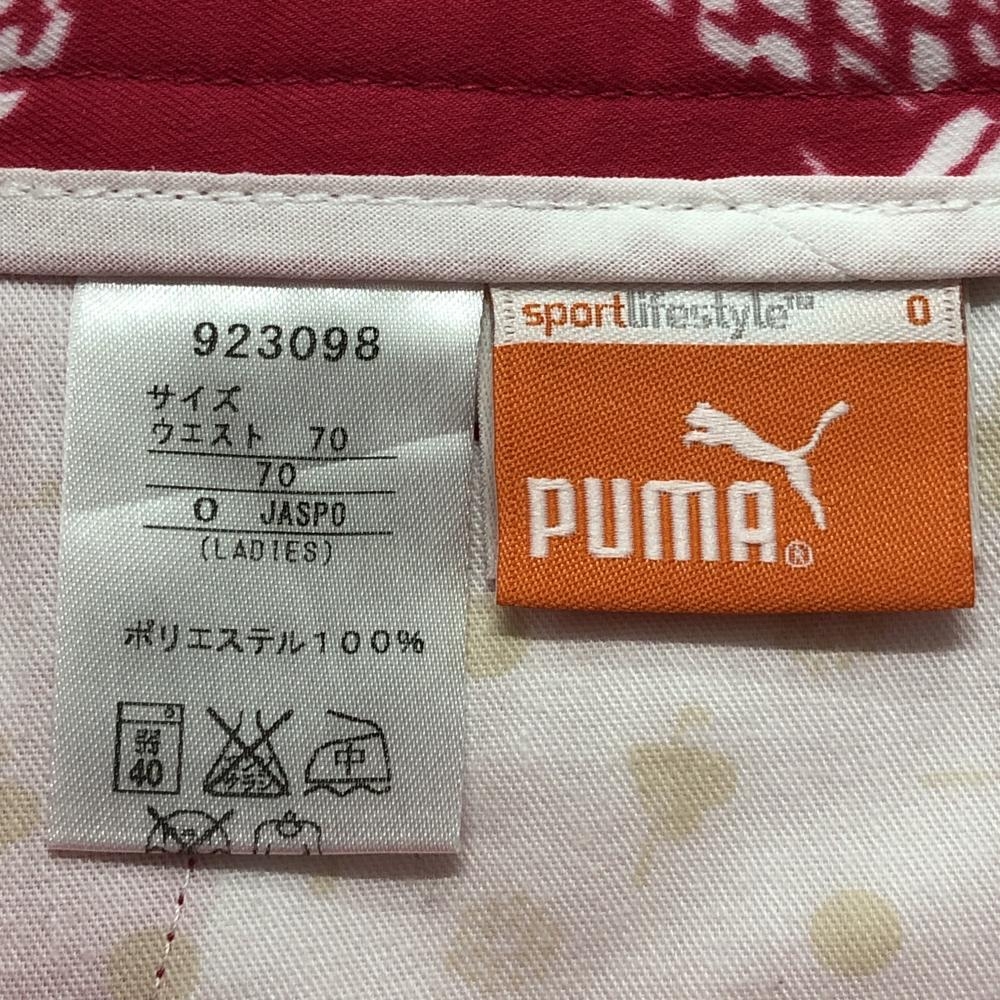 923098
サイズ
ウエスト 70
70
O JASPO
(LADIES)
ポリエステル100%
弱
40
中
sportlifestyle™ 0
PUMA®